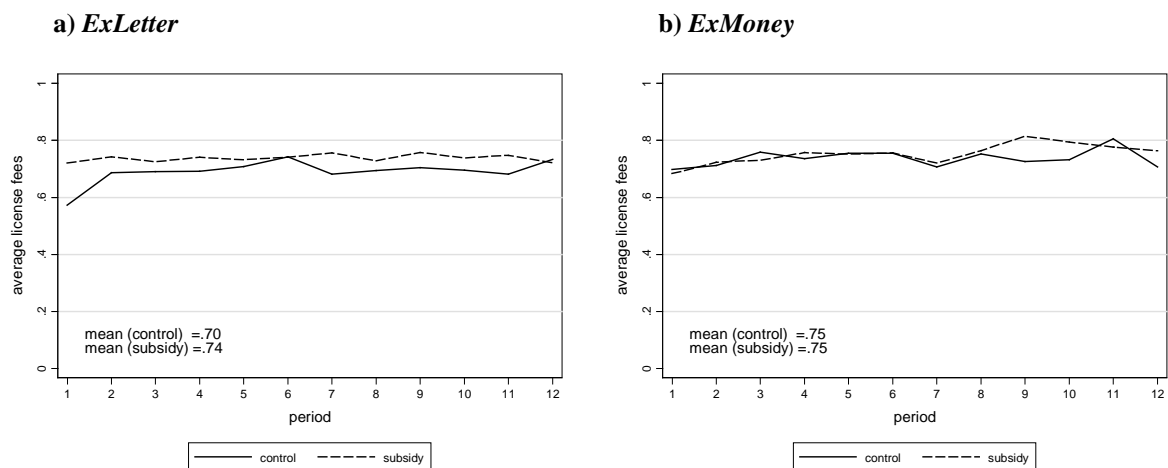 a) ExLetter
average license fees
1
.8
.6
.4
.2
0
mean (control) =.70
mean (subsidy) =.74
1 2 3 4 5 6 7 8 9 10 11 12
period
control subsidy
b) ExMoney
average license fees
1
.8
.6
.4
.2
0
mean (control) =.75
mean (subsidy) =.75
1 2 3 4 5 6 7 8 9 10 11 12
period
control subsidy